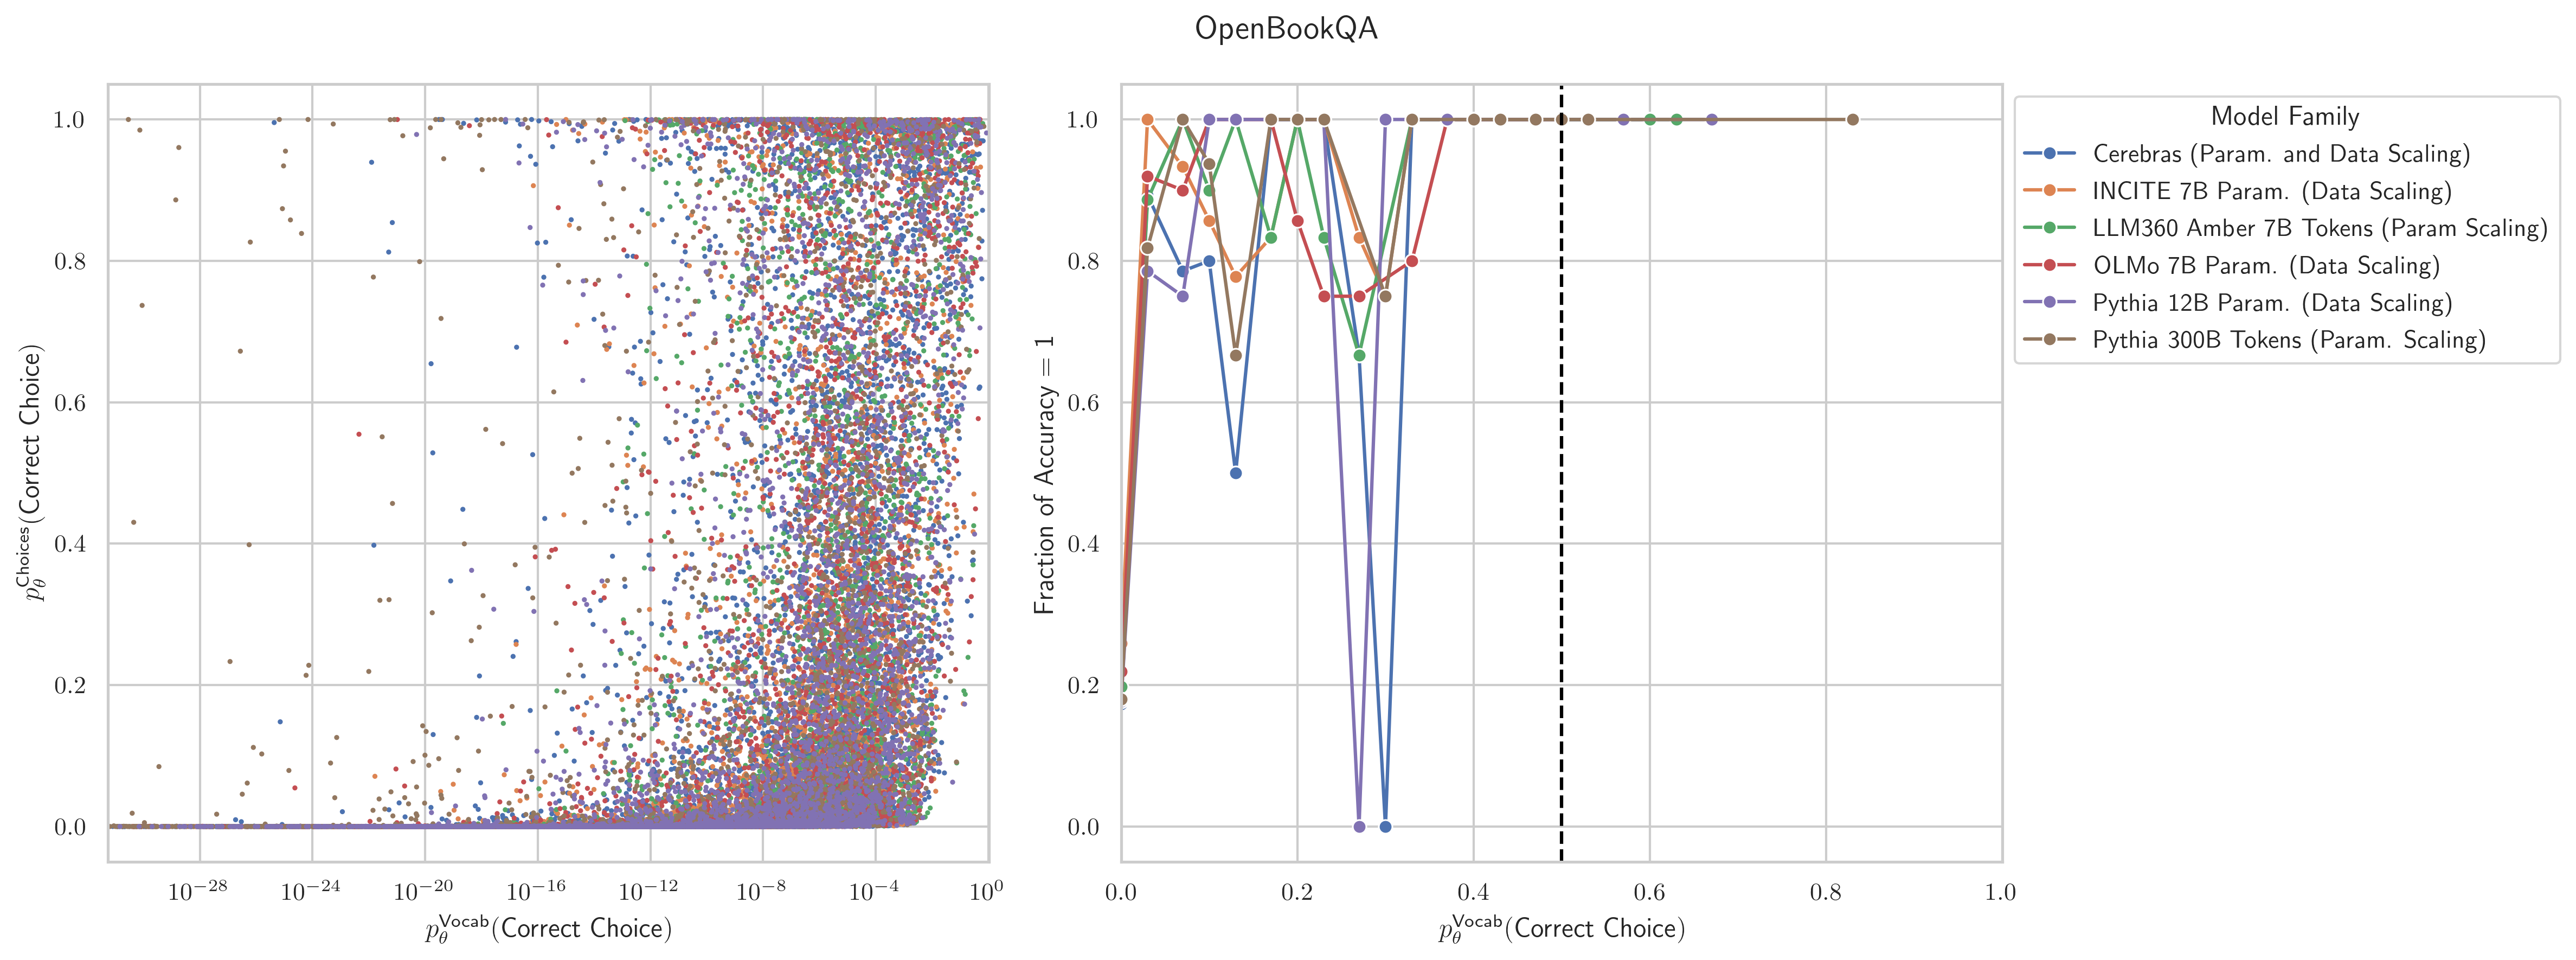 OpenBookQA
1.0
0.8
0.6
0.4
0.2
0.0
p_θ^Choices(Correct Choice)
10^−28 10^−24 10^−20 10^−16 10^−12 10^−8 10^−4 10^0
p_θ^Vocab(Correct Choice)
1.0
0.8
0.6
0.4
0.2
0.0
Fraction of Accuracy = 1
0.0 0.2 0.4 0.6 0.8 1.0
p_θ^Vocab(Correct Choice)
Model Family
Cerebras (Param. and Data Scaling)
INCITE 7B Param. (Data Scaling)
LLM360 Amber 7B Tokens (Param Scaling)
OLMo 7B Param. (Data Scaling)
Pythia 12B Param. (Data Scaling)
Pythia 300B Tokens (Param. Scaling)